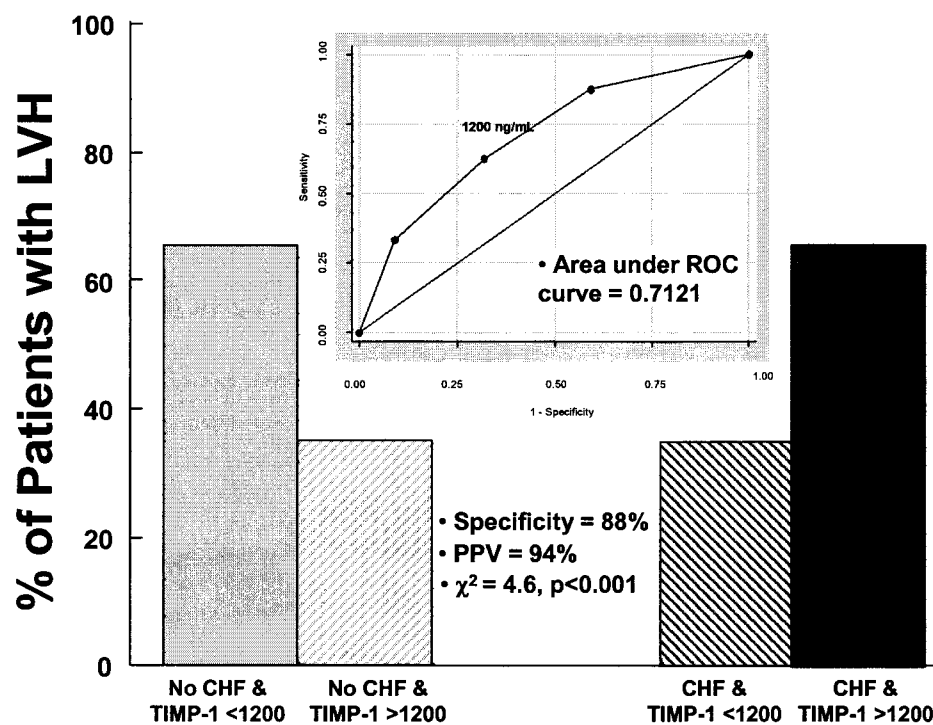 % of Patients with LVH
100
80
60
40
20
0
Sensitivity
1.00
0.75
0.50
0.25
0.00
1200 ng/mL
• Area under ROC
curve = 0.7121
0.00 0.25 0.50 0.75 1.00
1 - Specificity
• Specificity = 88%
• PPV = 94%
• χ² = 4.6, p<0.001
No CHF & No CHF & CHF & CHF &
TIMP-1 <1200 TIMP-1 >1200 TIMP-1 <1200 TIMP-1 >1200